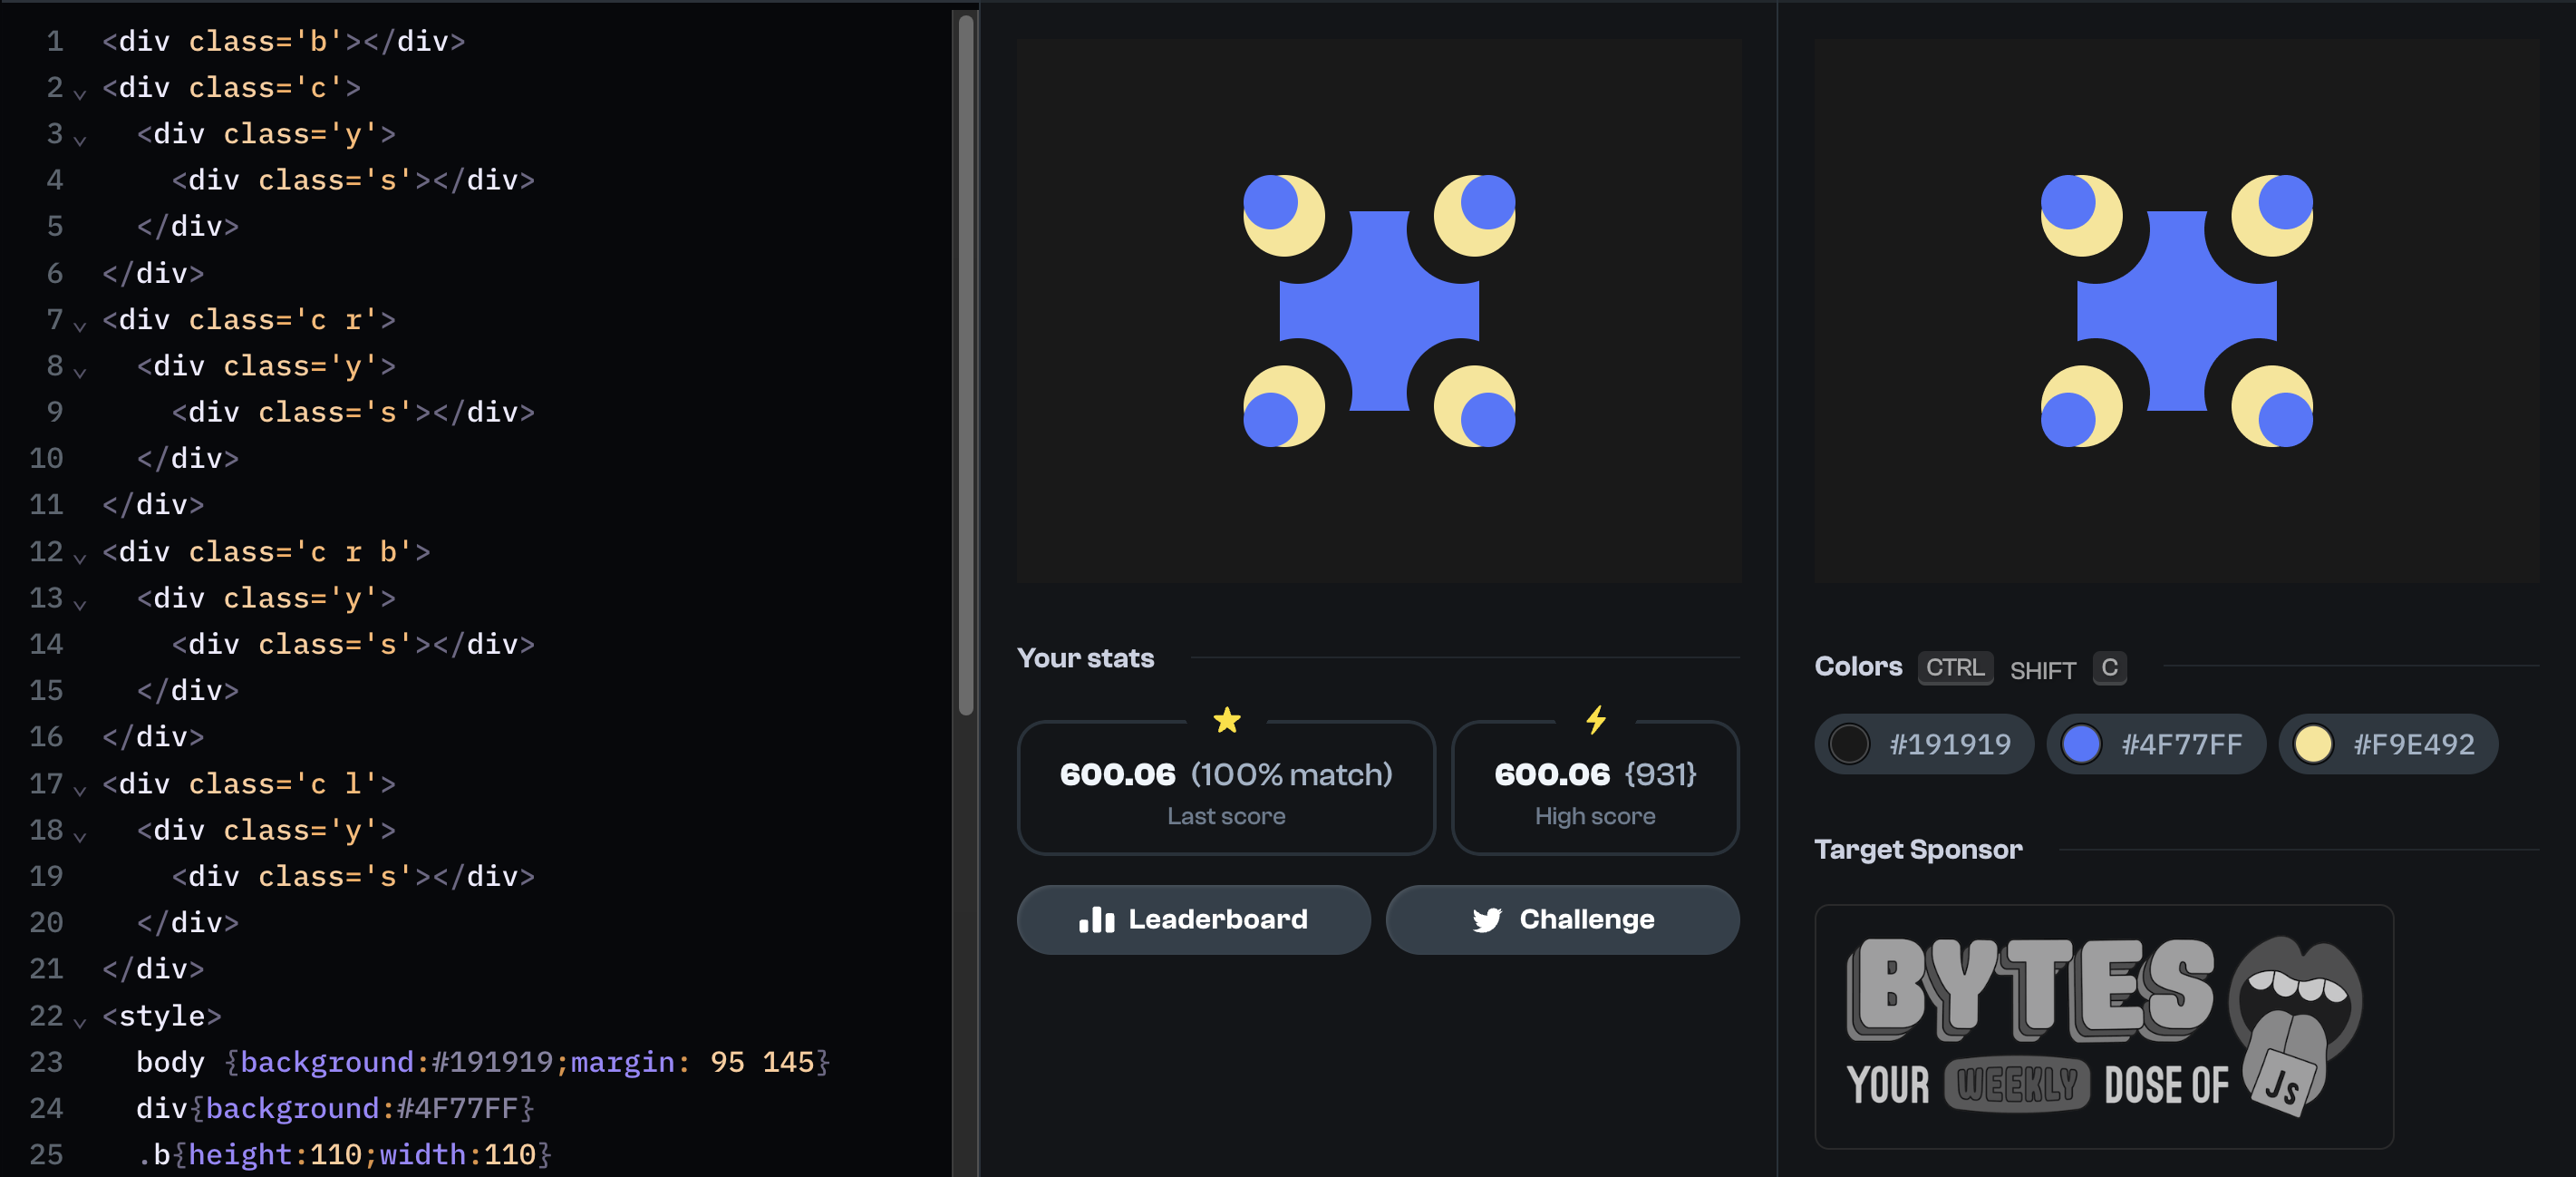 1 <div class='b'></div>
2 <div class='c'>
3 <div class='y'>
4 <div class='s'></div>
5 </div>
6 </div>
7 <div class='c r'>
8 <div class='y'>
9 <div class='s'></div>
10 </div>
11 </div>
12 <div class='c r b'>
13 <div class='y'>
14 <div class='s'></div>
15 </div>
16 </div>
17 <div class='c l'>
18 <div class='y'>
19 <div class='s'></div>
20 </div>
21 </div>
22 <style>
23 body {background:#191919;margin: 95 145}
24 div{background:#4F77FF}
25 .b{height:110;width:110}
Your stats
600.06 (100% match)
Last score
600.06 {931}
High score
Leaderboard
Challenge
Colors CTRL SHIFT C
#191919 #4F77FF #F9E492
Target Sponsor
BYTES
YOUR WEEKLY DOSE OF
Js